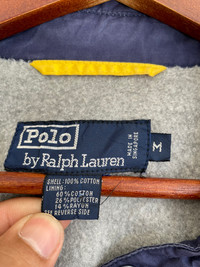 Polo
by Ralph Lauren
MADE IN
SINGAPORE
M
SHELL:100% COTTON
LINING:
60% COTTON
26% POLYESTER
14% RAYON
SEE REVERSE SIDE